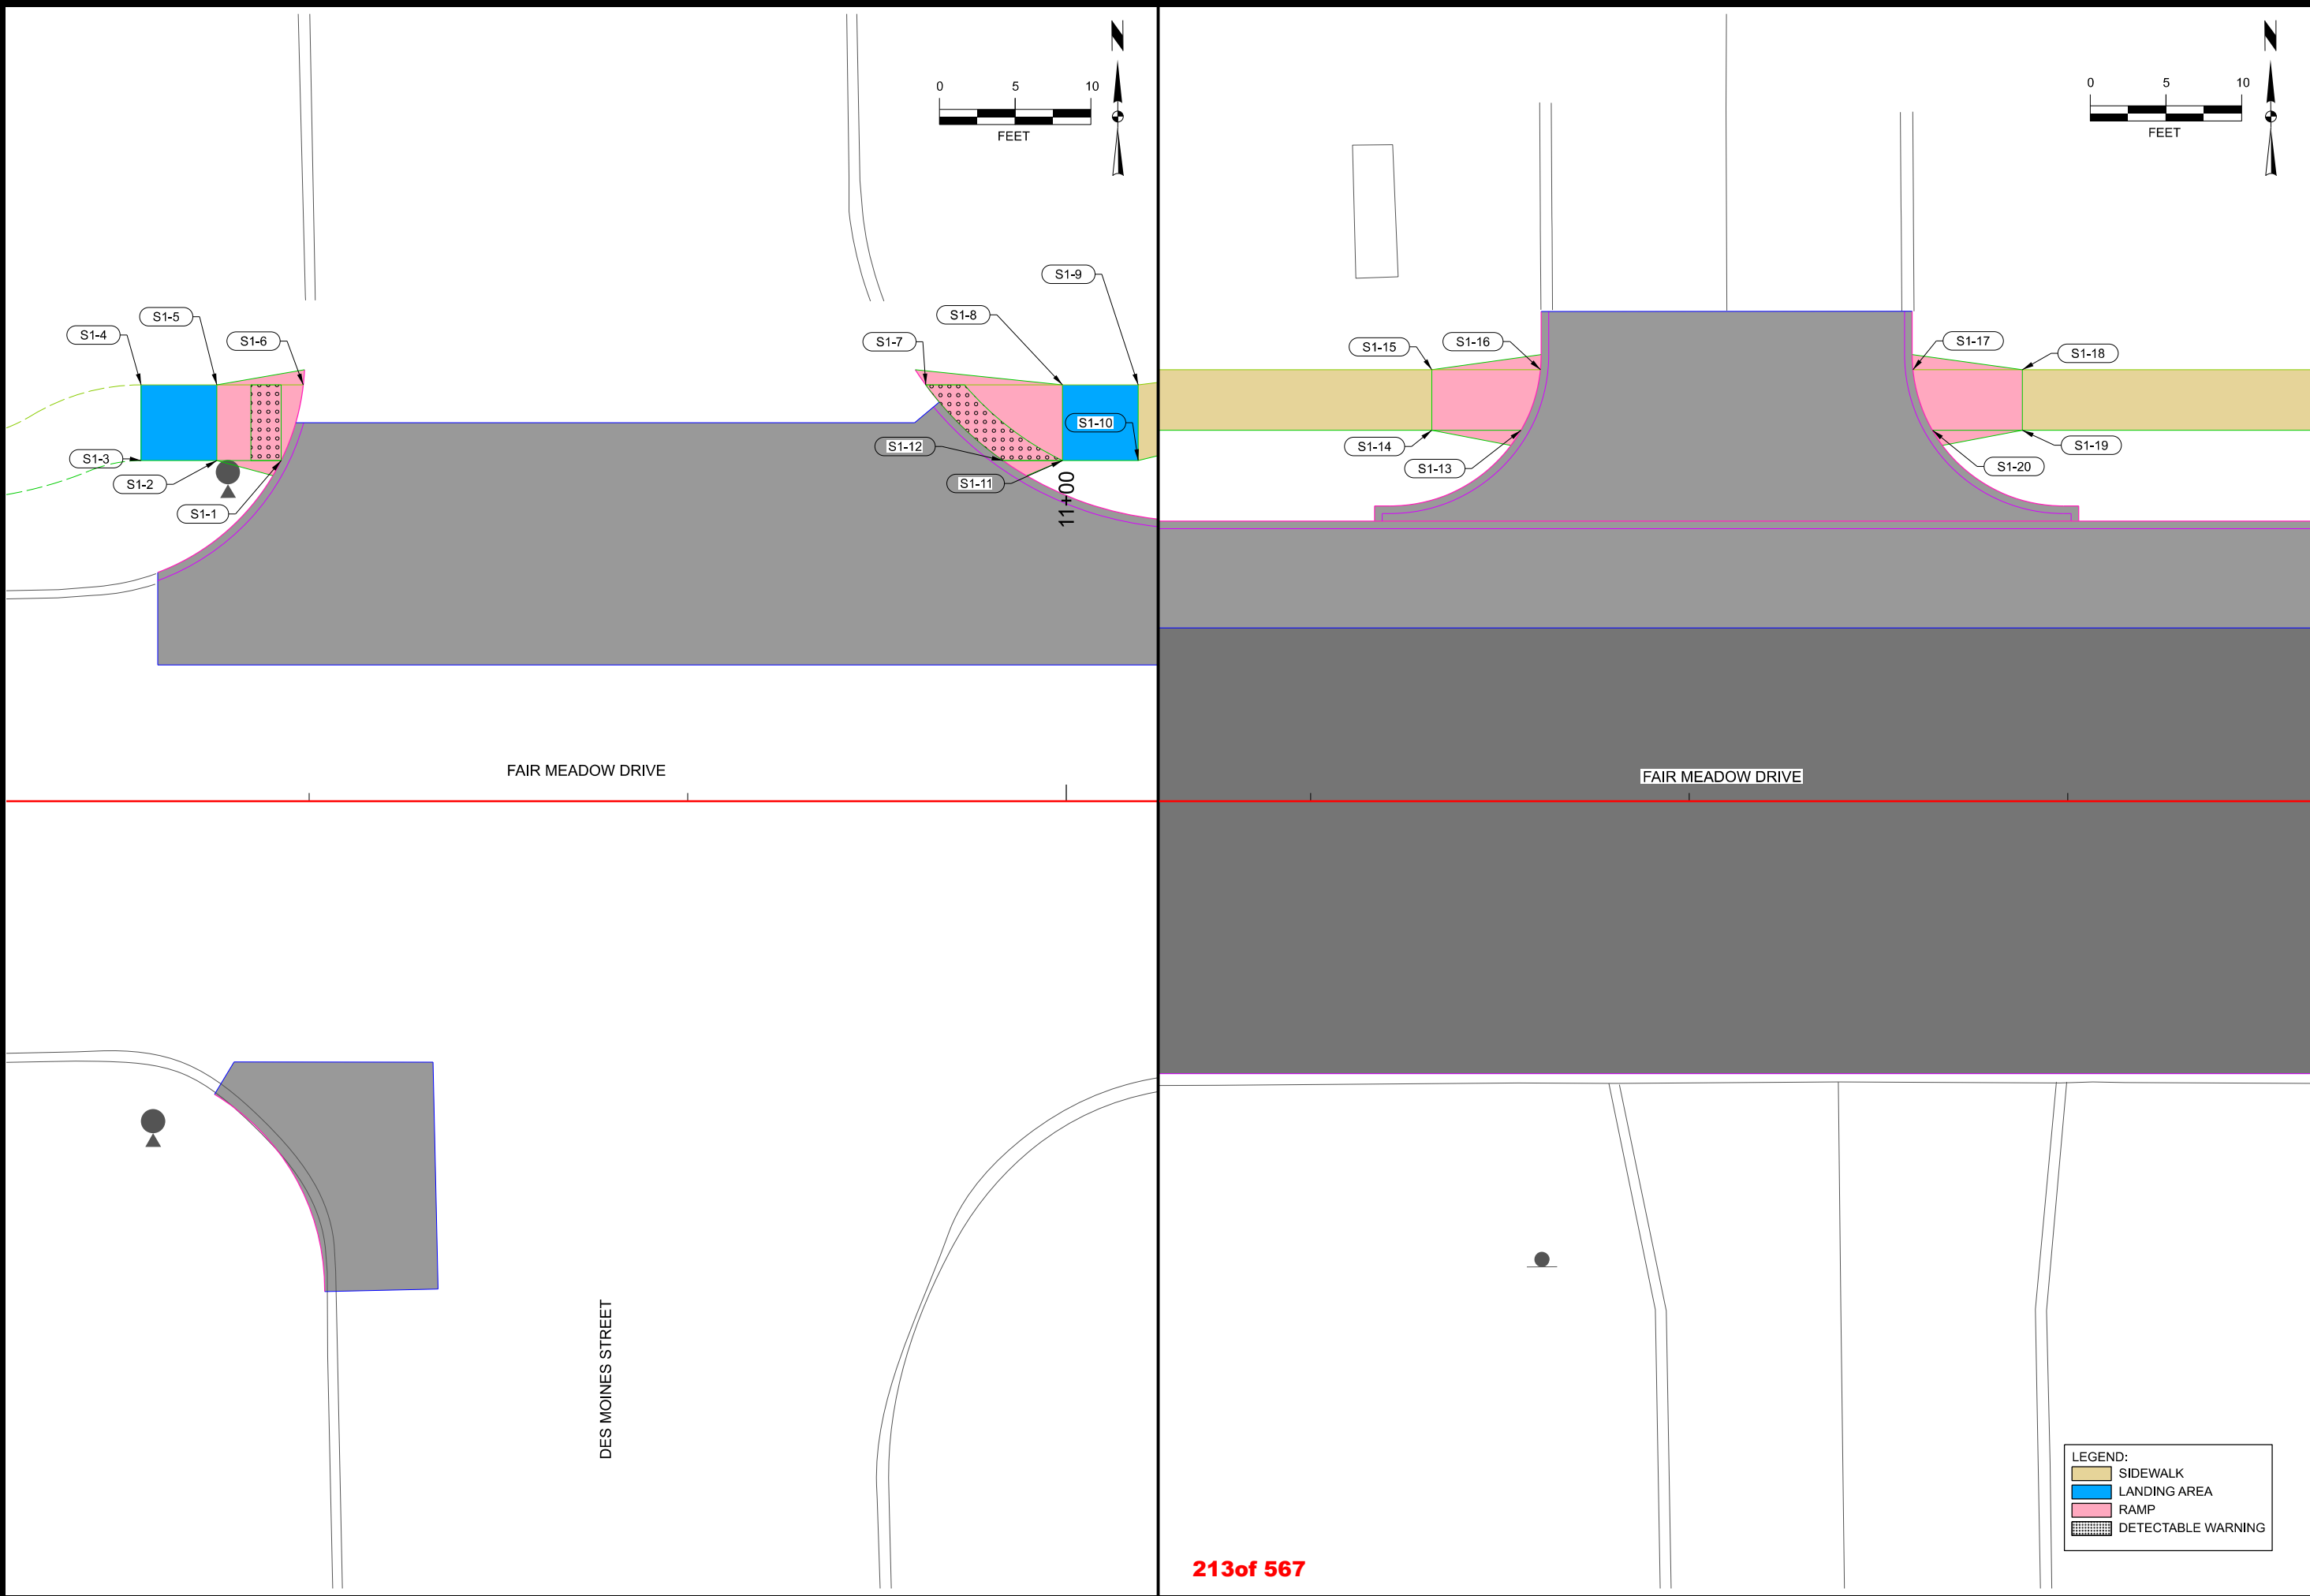 N
0 5 10
FEET
S1-9
S1-8
S1-5
S1-4
S1-6
S1-7
S1-10
S1-12
S1-3
S1-2
S1-11
S1-1
11+00
FAIR MEADOW DRIVE
DES MOINES STREET
N
0 5 10
FEET
S1-15
S1-16
S1-17
S1-18
S1-14
S1-13
S1-19
S1-20
FAIR MEADOW DRIVE
LEGEND:
SIDEWALK
LANDING AREA
RAMP
DETECTABLE WARNING
213of 567